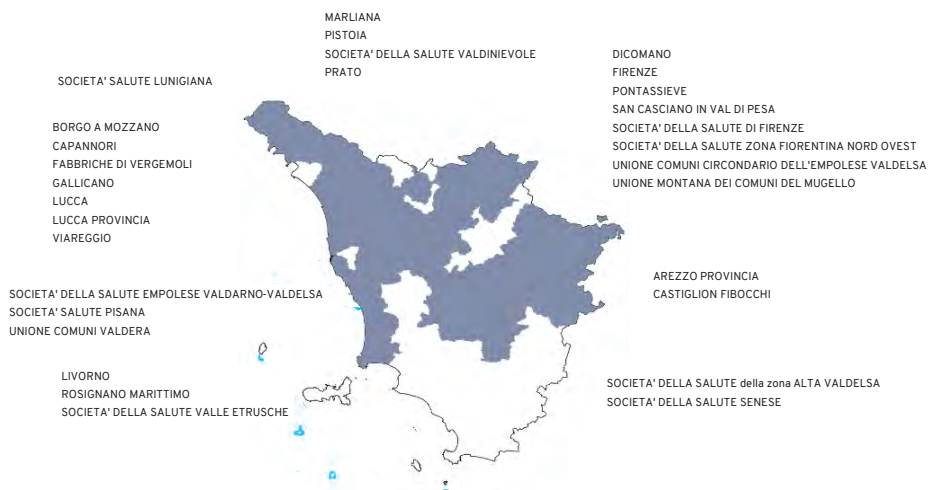 MARLIANA
PISTOIA
SOCIETA' DELLA SALUTE VALDINIEVOLE
PRATO
DICOMANO
FIRENZE
PONTASSIEVE
SAN CASCIANO IN VAL DI PESA
SOCIETA' DELLA SALUTE DI FIRENZE
SOCIETA' DELLA SALUTE ZONA FIORENTINA NORD OVEST
UNIONE COMUNI CIRCONDARIO DELL'EMPOLESE VALDELSA
UNIONE MONTANA DEI COMUNI DEL MUGELLO
SOCIETA' SALUTE LUNIGIANA
BORGO A MOZZANO
CAPANNORI
FABBRICHE DI VERGEMOLI
GALLICANO
LUCCA
LUCCA PROVINCIA
VIAREGGIO
AREZZO PROVINCIA
CASTIGLION FIBOCCHI
SOCIETA' DELLA SALUTE EMPOLESE VALDARNO-VALDELSA
SOCIETA' SALUTE PISANA
UNIONE COMUNI VALDERA
LIVORNO
ROSIGNANO MARITTIMO
SOCIETA' DELLA SALUTE VALLE ETRUSCHE
SOCIETA' DELLA SALUTE della zona ALTA VALDELSA
SOCIETA' DELLA SALUTE SENESE